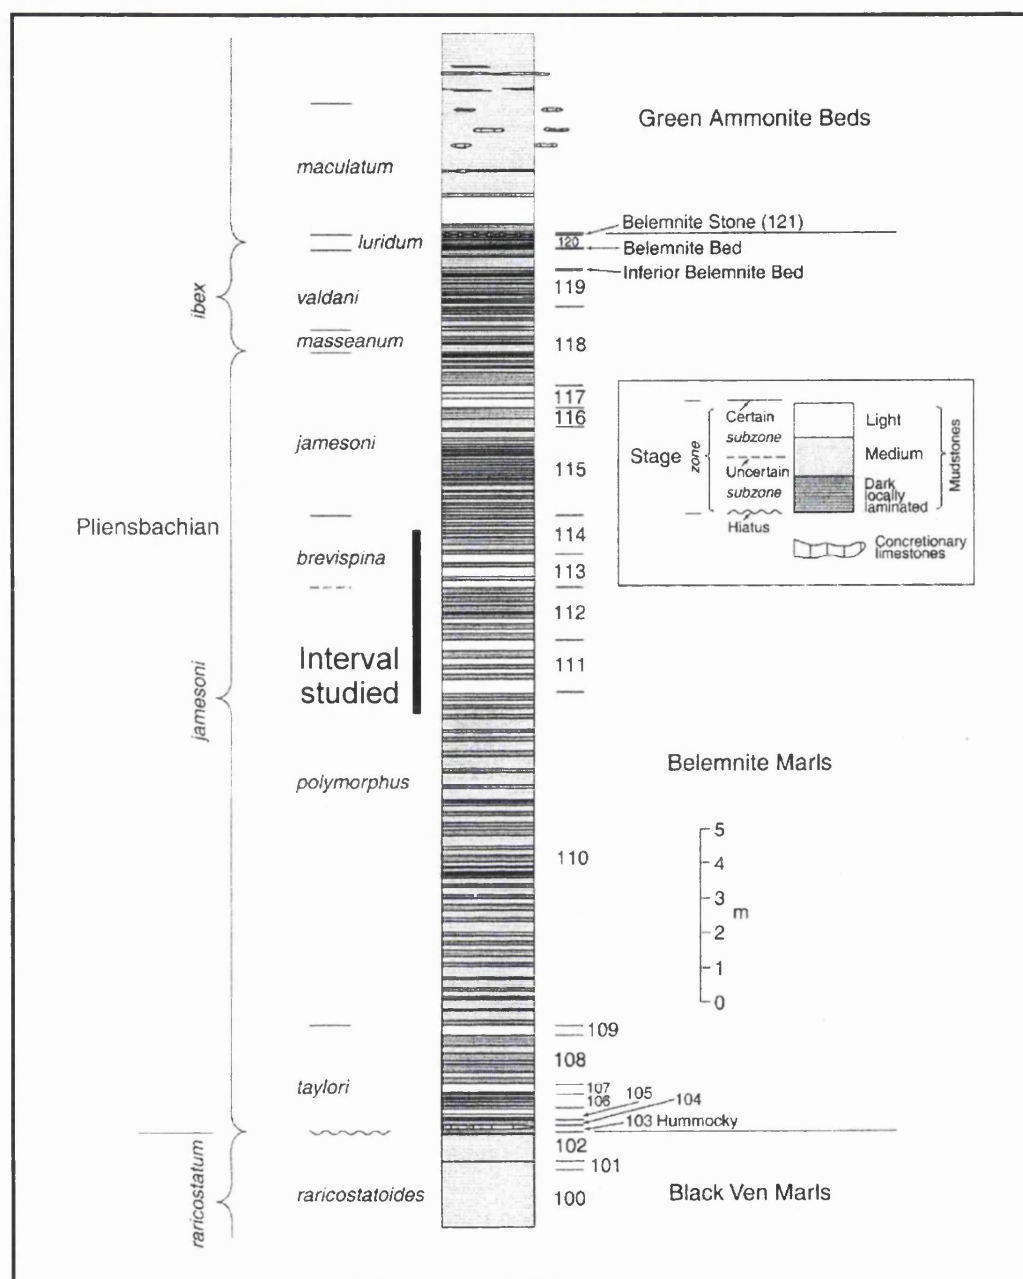 Green Ammonite Beds
maculatum
Belemnite Stone (121)
luridum
120
Belemnite Bed
Inferior Belemnite Bed
119
ibex
valdani
masseanum
118
117
116
jamesoni
115
Stage
zone
Certain
subzone
Uncertain
subzone
Hiatus
Light
Medium
Dark
locally
laminated
Mudstones
Concretionary
limestones
Pliensbachian
114
brevispina
113
112
Interval
studied
111
jamesoni
polymorphus
Belemnite Marls
110
5
4
3
m
2
1
0
109
108
taylori
107
106
105
104
103 Hummocky
102
101
raricostatum
raricostatoides
100
Black Ven Marls